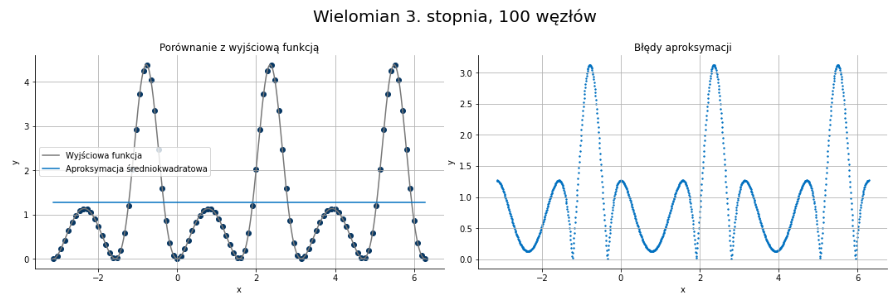 Wielomian 3. stopnia, 100 węzłów
Porównanie z wyjściową funkcją
y
4
3
2
1
0
Wyjściowa funkcja
Aproksymacja średniokwadratowa
−2
0
2
4
6
x
Błędy aproksymacji
y
3.0
2.5
2.0
1.5
1.0
0.5
0.0
−2
0
2
4
6
x